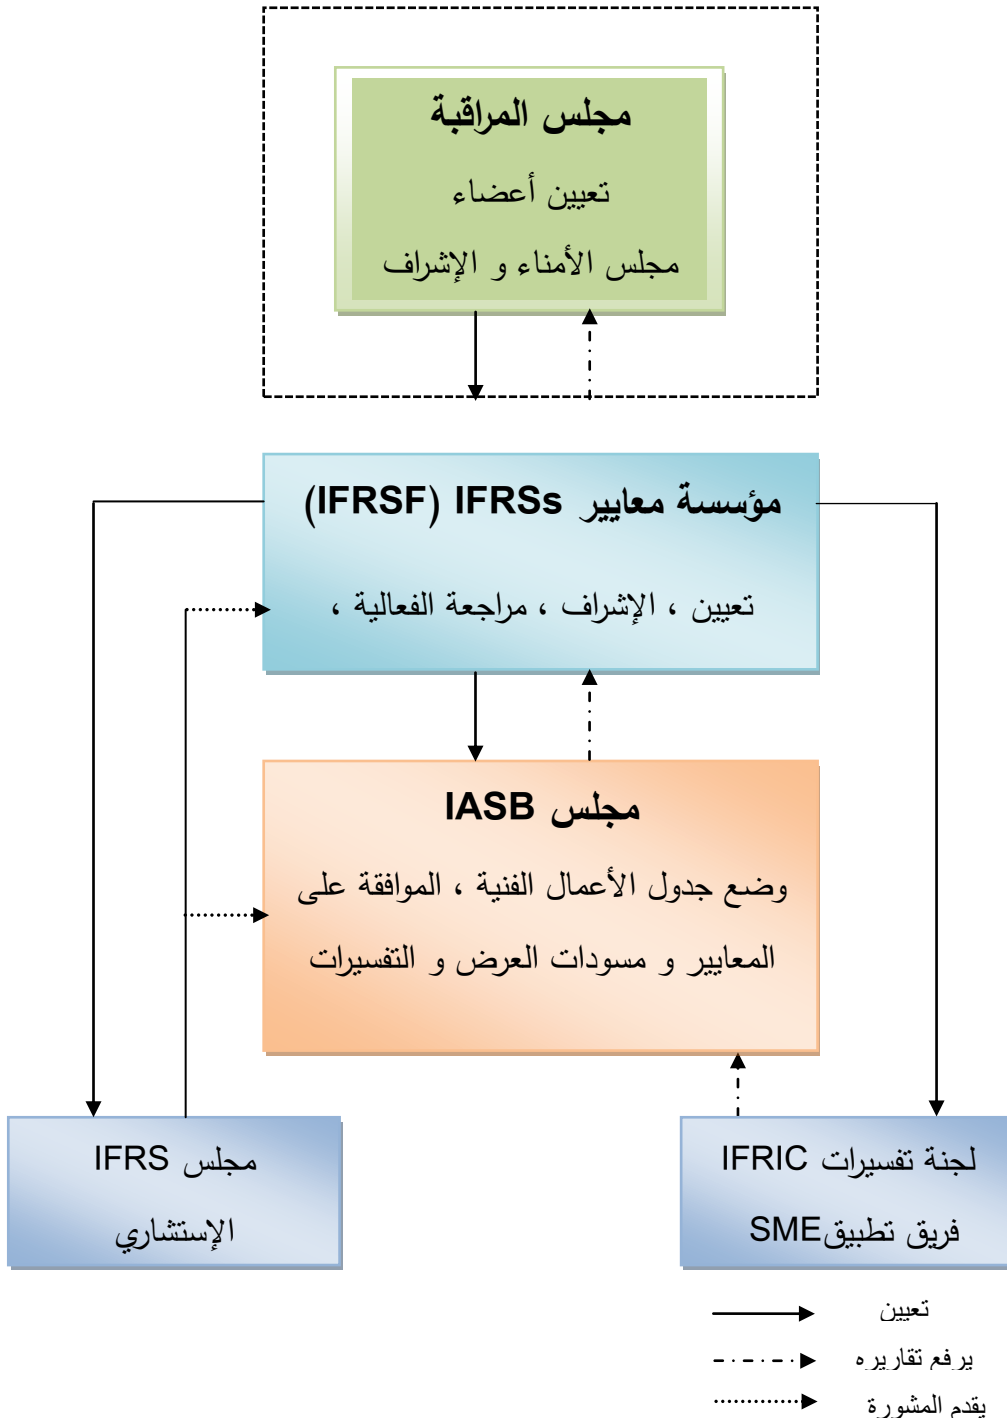 مجلس المراقبة
تعيين أعضاء
مجلس الأمناء و الإشراف
مؤسسة معايير IFRSs (IFRSF)
تعيين ، الإشراف ، مراجعة الفعالية ،
مجلس IASB
وضع جدول الأعمال الفنية ، الموافقة على
المعايير و مسودات العرض و التفسيرات
لجنة تفسيرات IFRIC
فريق تطبيق SME
مجلس IFRS
الإستشاري
تعيين
يرفع تقاريره
يقدم المشورة